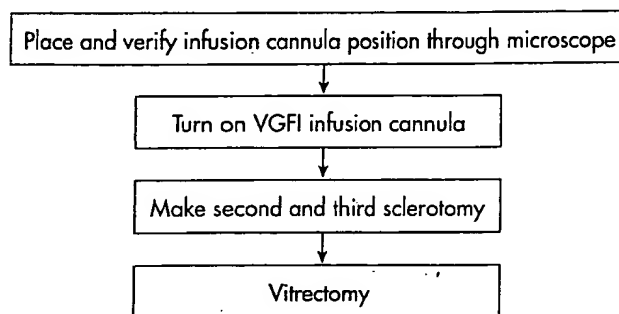 Place and verify infusion cannula position through microscope
Turn on VGFI infusion cannula
Make second and third sclerotomy
Vitrectomy